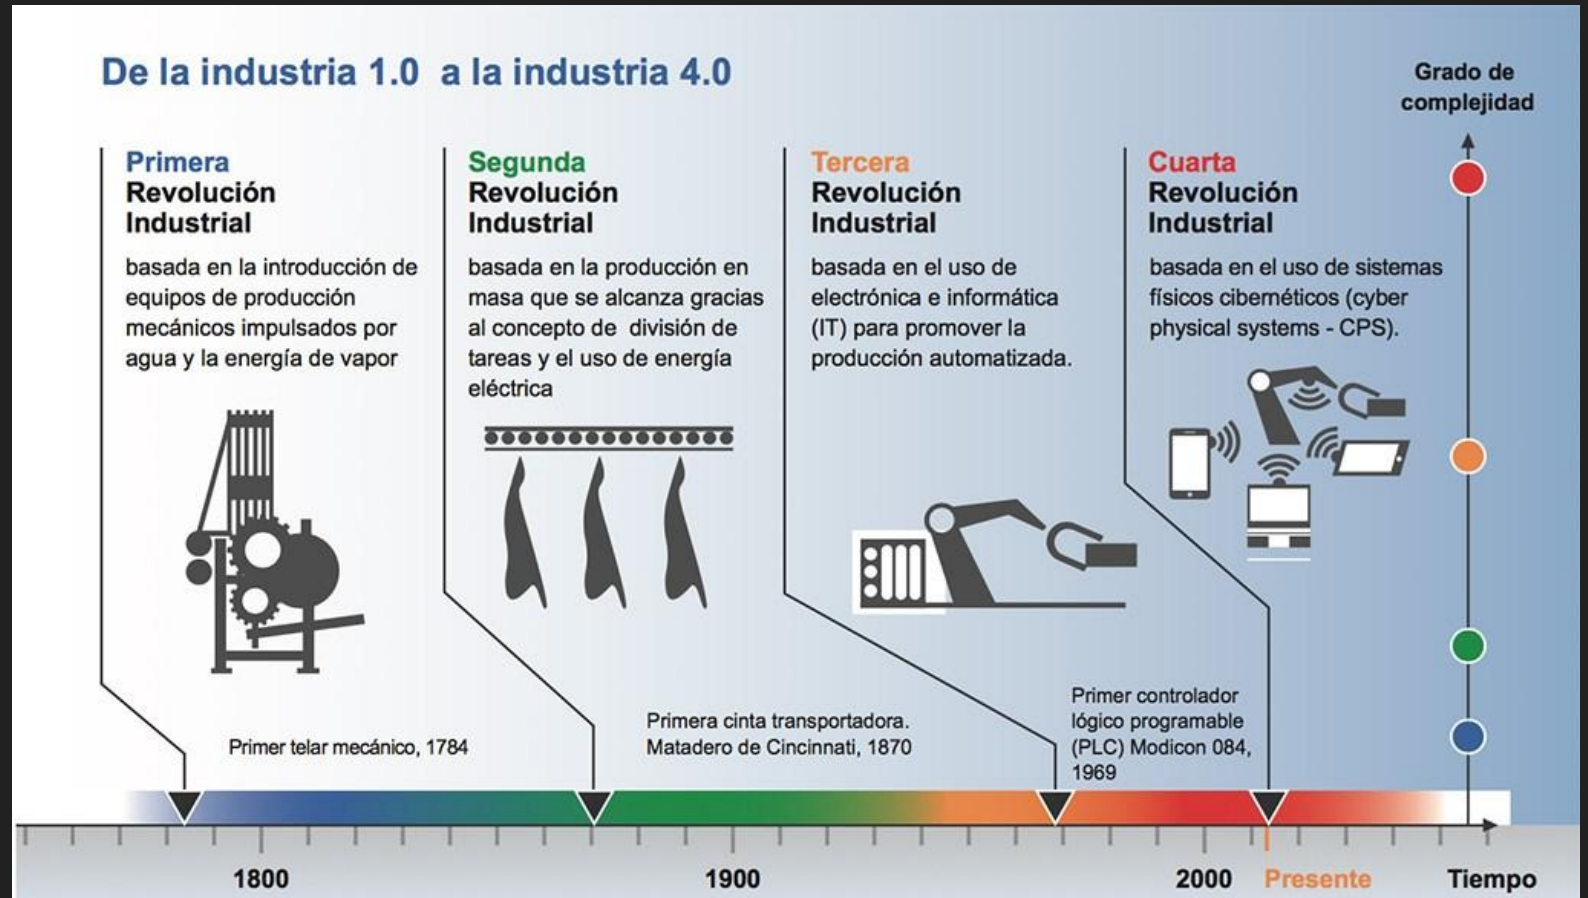 De la industria 1.0 a la industria 4.0
Grado de
complejidad
Primera
Revolución
Industrial
basada en la introducción de
equipos de producción
mecánicos impulsados por
agua y la energía de vapor
Segunda
Revolución
Industrial
basada en la producción en
masa que se alcanza gracias
al concepto de división de
tareas y el uso de energía
eléctrica
Tercera
Revolución
Industrial
basada en el uso de
electrónica e informática
(IT) para promover la
producción automatizada.
Cuarta
Revolución
Industrial
basada en el uso de sistemas
físicos cibernéticos (cyber
physical systems - CPS).
Primer telar mecánico, 1784
Primera cinta transportadora.
Matadero de Cincinnati, 1870
Primer controlador
lógico programable
(PLC) Modicon 084,
1969
1800
1900
2000
Presente
Tiempo